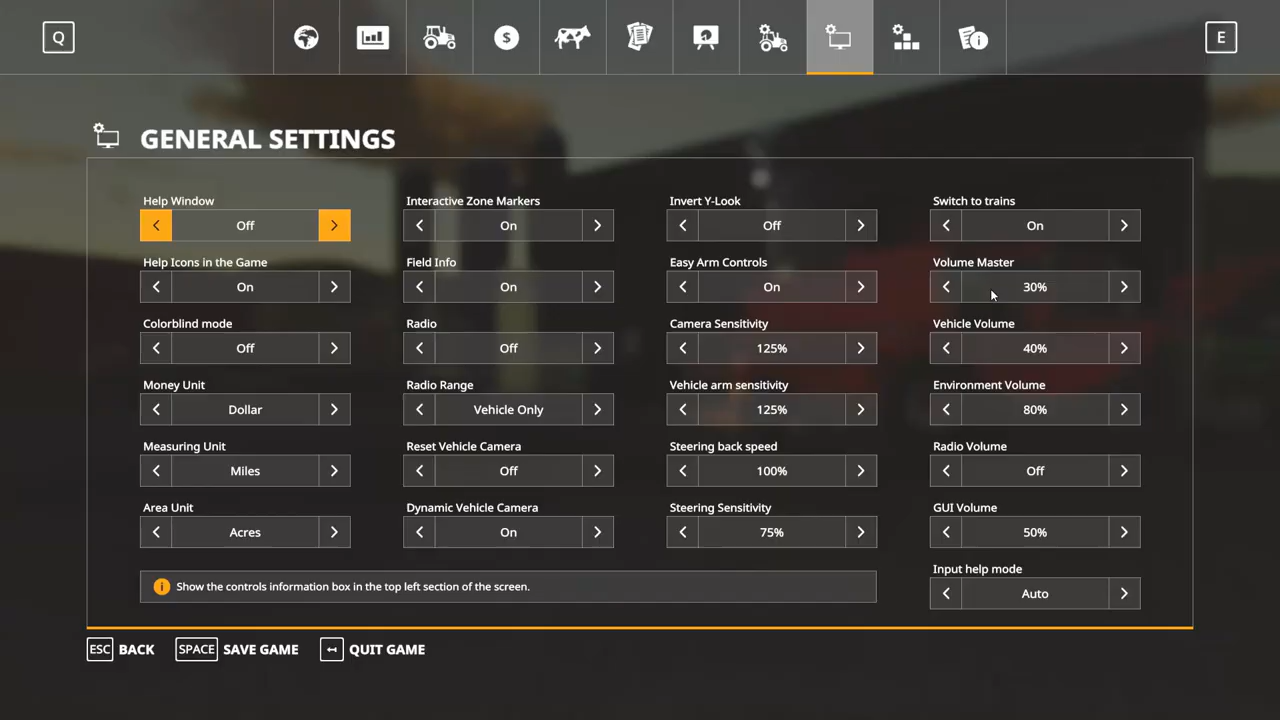 Q
$
E
GENERAL SETTINGS
Help Window
Off
Help Icons in the Game
On
Colorblind mode
Off
Money Unit
Dollar
Measuring Unit
Miles
Area Unit
Acres
Interactive Zone Markers
On
Field Info
On
Radio
Off
Radio Range
Vehicle Only
Reset Vehicle Camera
Off
Dynamic Vehicle Camera
On
Invert Y-Look
Off
Easy Arm Controls
On
Camera Sensitivity
125%
Vehicle arm sensitivity
125%
Steering back speed
100%
Steering Sensitivity
75%
Switch to trains
On
Volume Master
30%
Vehicle Volume
40%
Environment Volume
80%
Radio Volume
Off
GUI Volume
50%
Input help mode
Auto
Show the controls information box in the top left section of the screen.
ESC BACK SPACE SAVE GAME QUIT GAME